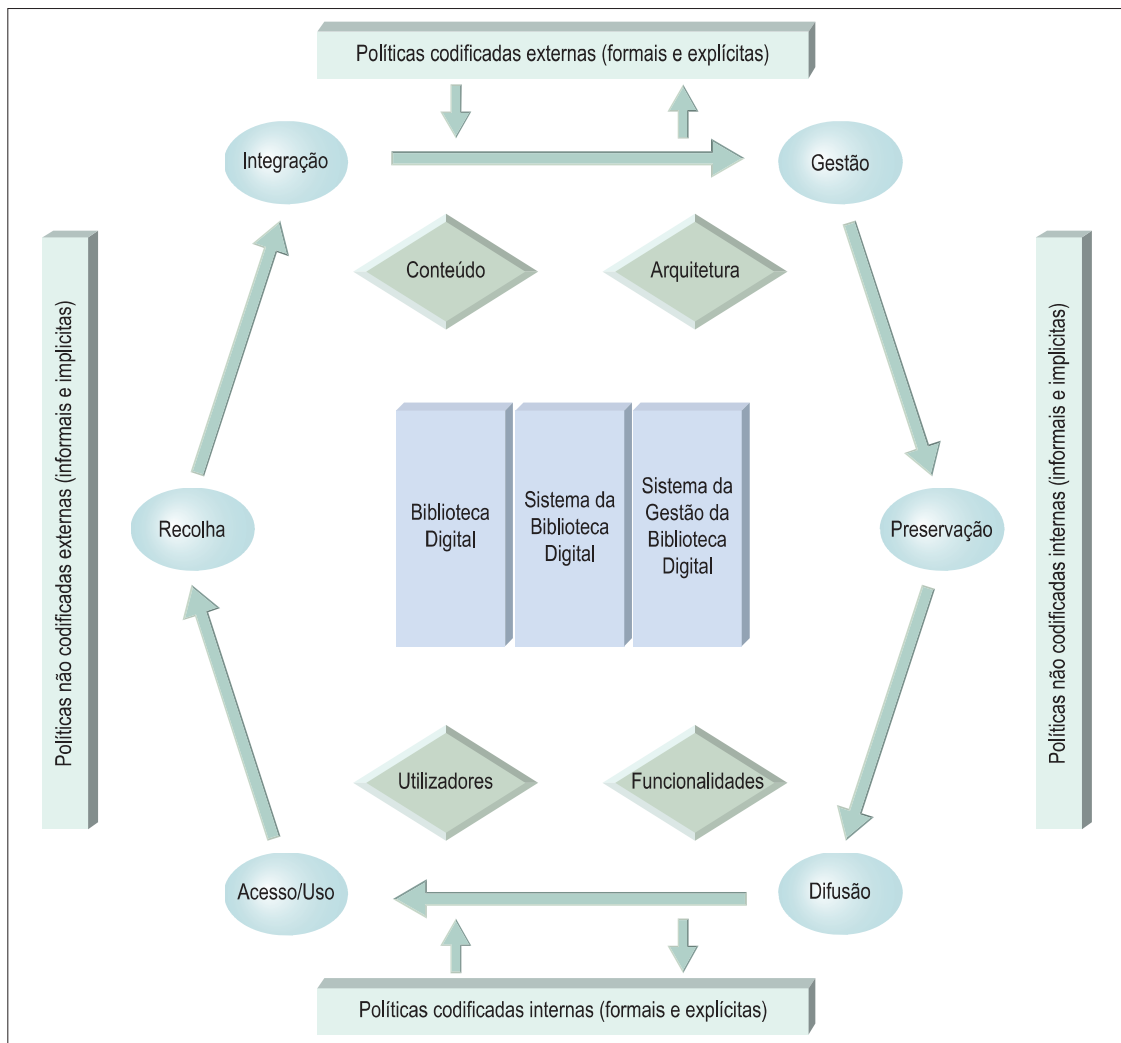 Políticas codificadas externas (formais e explícitas)
Integração
Gestão
Conteúdo
Arquitetura
Políticas não codificadas externas (informais e implicitas)
Políticas não codificadas internas (informais e implicitas)
Biblioteca
Digital
Sistema da
Biblioteca
Digital
Sistema da
Gestão da
Biblioteca
Digital
Recolha
Preservação
Utilizadores
Funcionalidades
Acesso/Uso
Difusão
Políticas codificadas internas (formais e explícitas)